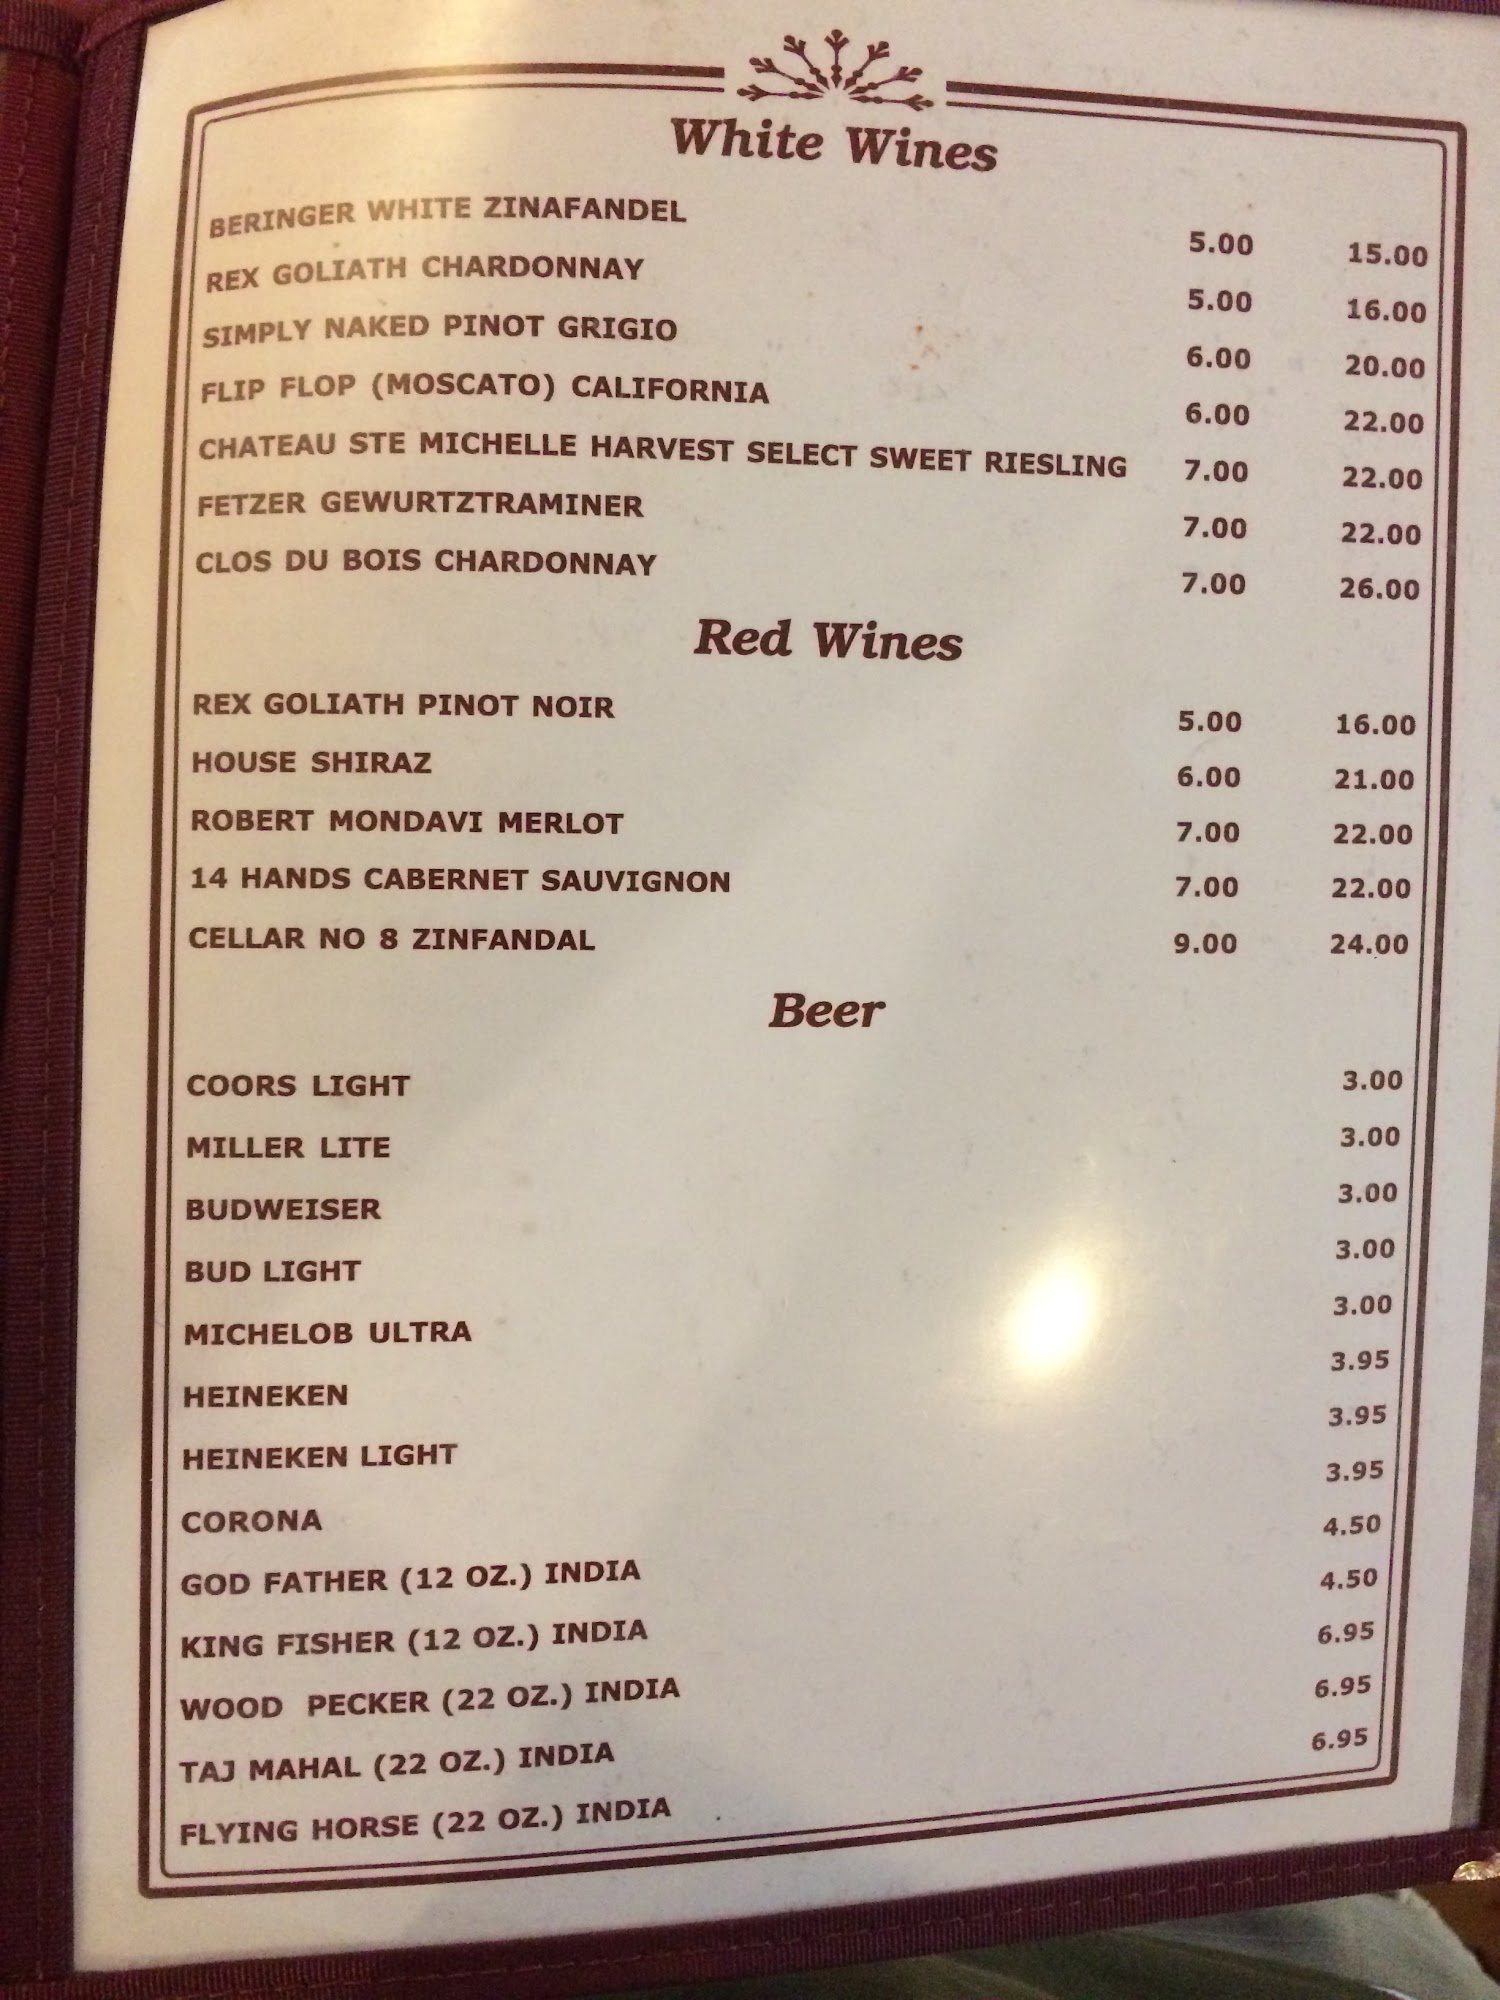 White Wines
BERINGER WHITE ZINAFANDEL 5.00 15.00
REX GOLIATH CHARDONNAY 5.00 16.00
SIMPLY NAKED PINOT GRIGIO 6.00 20.00
FLIP FLOP (MOSCATO) CALIFORNIA 6.00 22.00
CHATEAU STE MICHELLE HARVEST SELECT SWEET RIESLING 7.00 22.00
FETZER GEWURTZTRAMINER 7.00 22.00
CLOS DU BOIS CHARDONNAY 7.00 26.00
Red Wines
REX GOLIATH PINOT NOIR 5.00 16.00
HOUSE SHIRAZ 6.00 21.00
ROBERT MONDAVI MERLOT 7.00 22.00
14 HANDS CABERNET SAUVIGNON 7.00 22.00
CELLAR NO 8 ZINFANDAL 9.00 24.00
Beer
COORS LIGHT 3.00
MILLER LITE 3.00
BUDWEISER 3.00
BUD LIGHT 3.00
MICHELOB ULTRA 3.00
HEINEKEN 3.95
HEINEKEN LIGHT 3.95
CORONA 3.95
GOD FATHER (12 OZ.) INDIA 4.50
KING FISHER (12 OZ.) INDIA 4.50
WOOD PECKER (22 OZ.) INDIA 6.95
TAJ MAHAL (22 OZ.) INDIA 6.95
FLYING HORSE (22 OZ.) INDIA 6.95